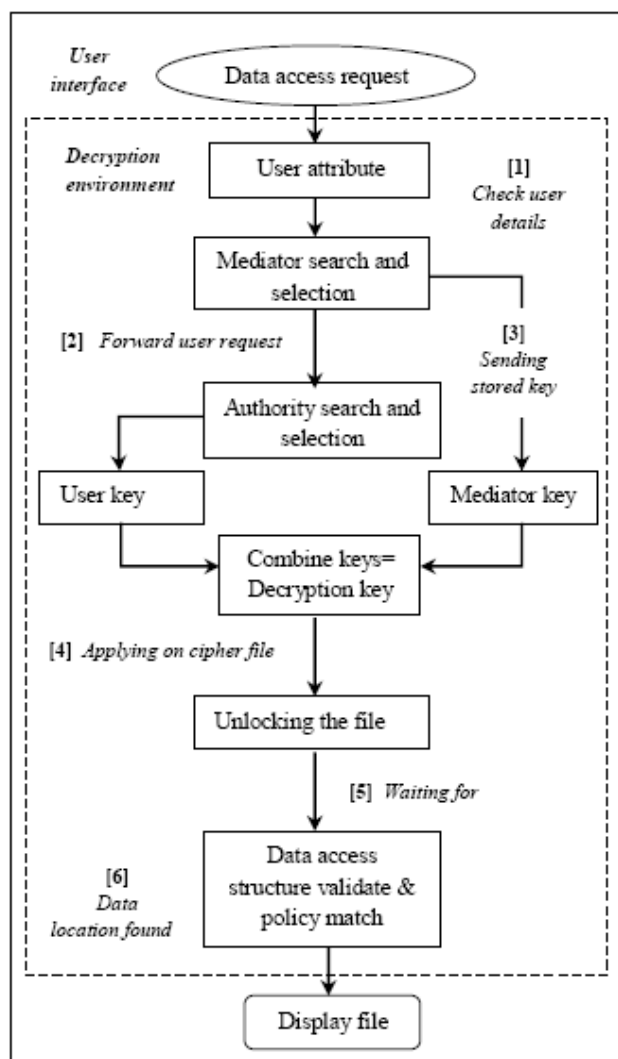 User
interface
Data access request
Decryption
environment
User attribute
[1]
Check user
details
Mediator search and
selection
[2] Forward user request
[3]
Sending
stored key
Authority search and
selection
User key
Mediator key
Combine keys=
Decryption key
[4] Applying on cipher file
Unlocking the file
[5] Waiting for
Data access
structure validate &
policy match
[6]
Data
location found
Display file